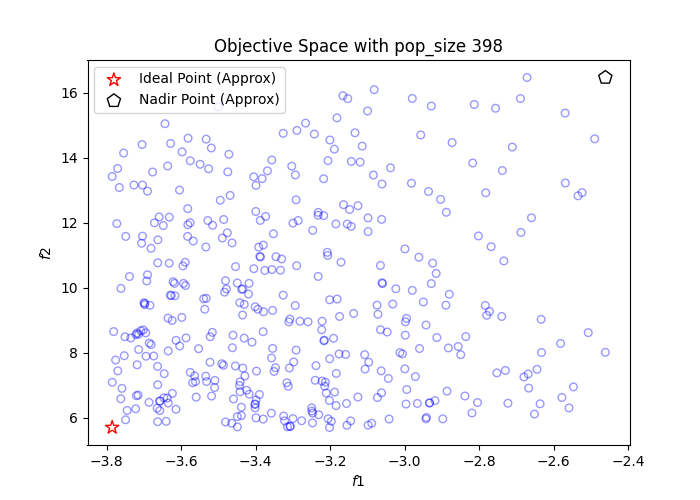 Objective Space with pop_size 398
Ideal Point (Approx)
Nadir Point (Approx)
f2
16
14
12
10
8
6
−3.8 −3.6 −3.4 −3.2 −3.0 −2.8 −2.6 −2.4
f1